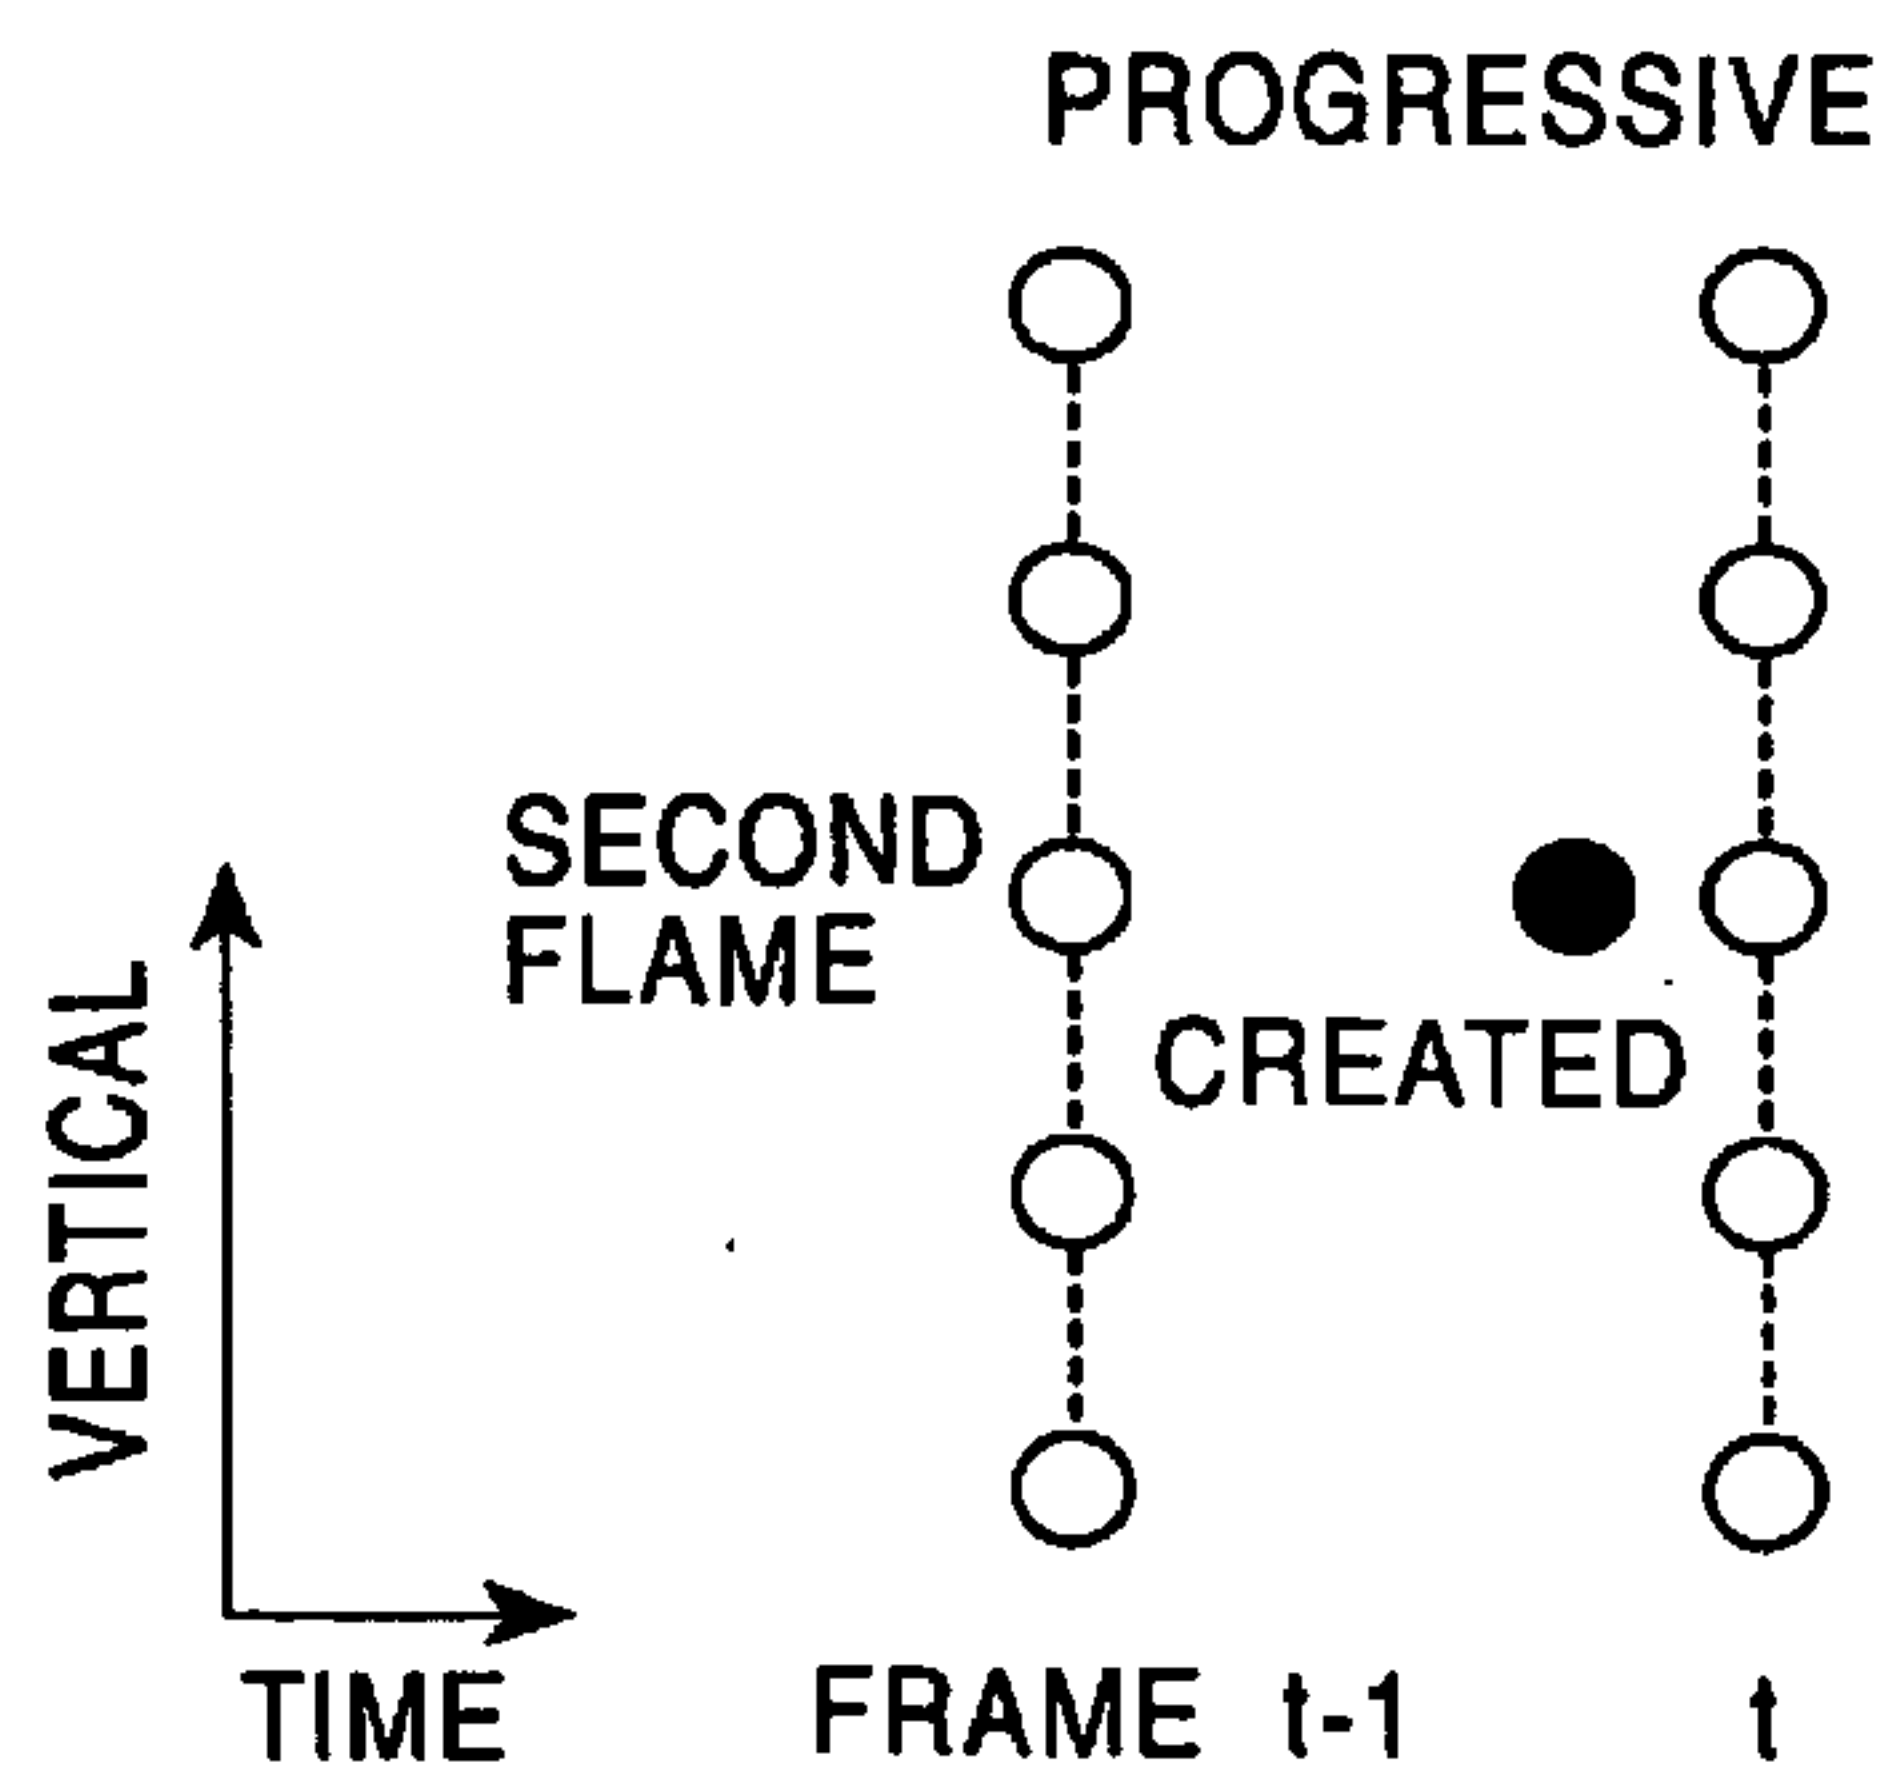 PROGRESSIVE
SECOND
FLAME
CREATED
VERTICAL
TIME
FRAME t-1
t